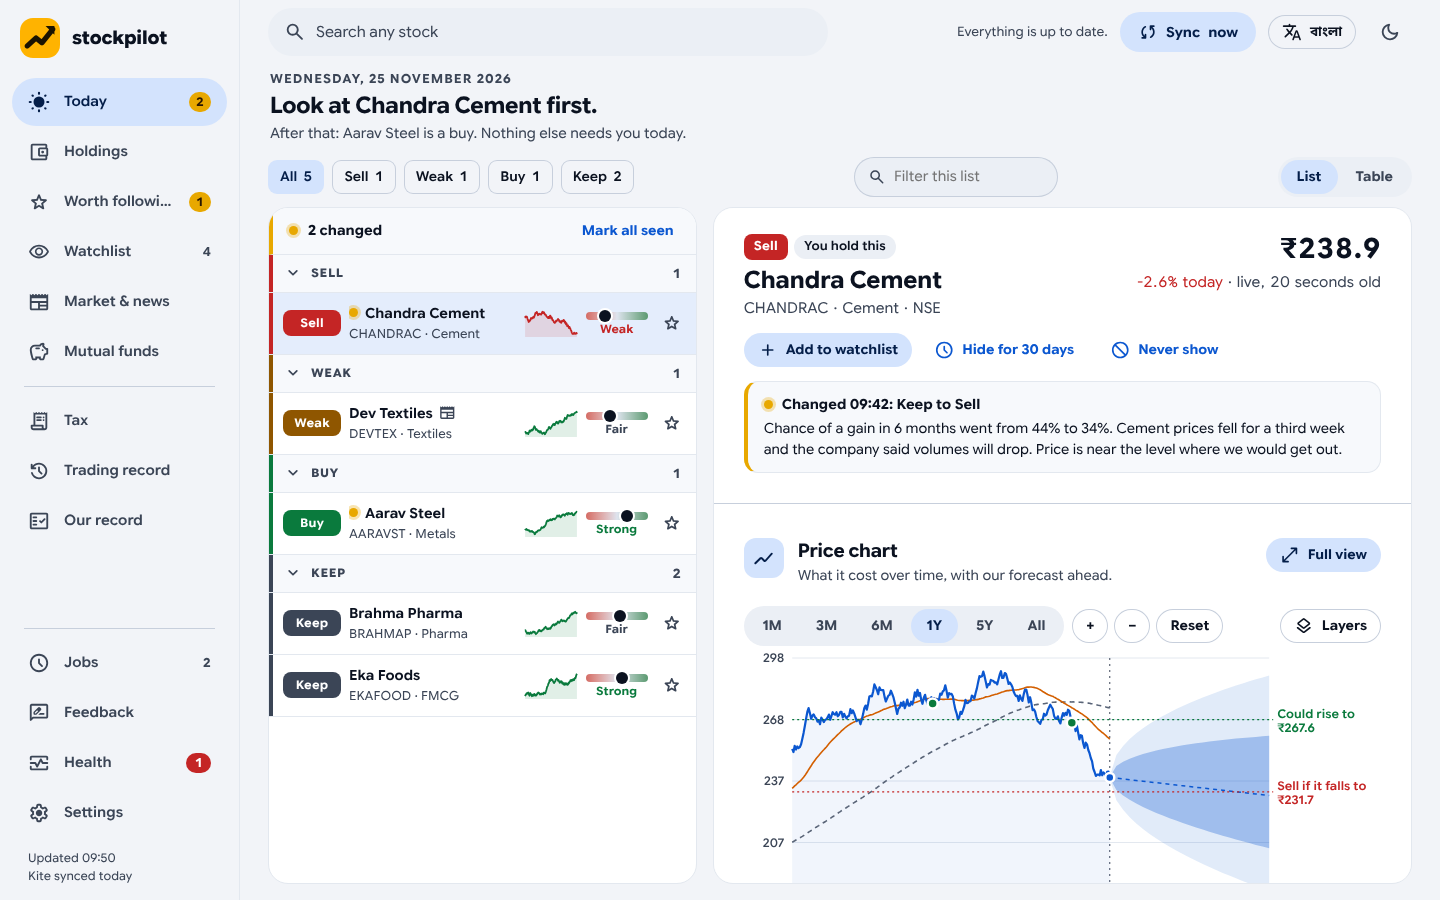 stockpilot
Today 2
Holdings
Worth followi... 1
Watchlist 4
Market & news
Mutual funds
Tax
Trading record
Our record
Jobs 2
Feedback
Health 1
Settings
Updated 09:50
Kite synced today
Search any stock
Everything is up to date.
Sync now
বাংলা
WEDNESDAY, 25 NOVEMBER 2026
Look at Chandra Cement first.
After that: Aarav Steel is a buy. Nothing else needs you today.
All 5
Sell 1
Weak 1
Buy 1
Keep 2
Filter this list
List
Table
2 changed
Mark all seen
SELL 1
Sell
Chandra Cement
CHANDRAC · Cement
Weak
WEAK 1
Weak
Dev Textiles
DEVTEX · Textiles
Fair
BUY 1
Buy
Aarav Steel
AARAVST · Metals
Strong
KEEP 2
Keep
Brahma Pharma
BRAHMAP · Pharma
Fair
Keep
Eka Foods
EKAFOOD · FMCG
Strong
Sell
You hold this
₹238.9
Chandra Cement
-2.6% today · live, 20 seconds old
CHANDRAC · Cement · NSE
Add to watchlist
Hide for 30 days
Never show
Changed 09:42: Keep to Sell
Chance of a gain in 6 months went from 44% to 34%. Cement prices fell for a third week
and the company said volumes will drop. Price is near the level where we would get out.
Price chart
What it cost over time, with our forecast ahead.
Full view
1M 3M 6M 1Y 5Y All
+
−
Reset
Layers
298
268
237
207
Could rise to
₹267.6
Sell if it falls to
₹231.7